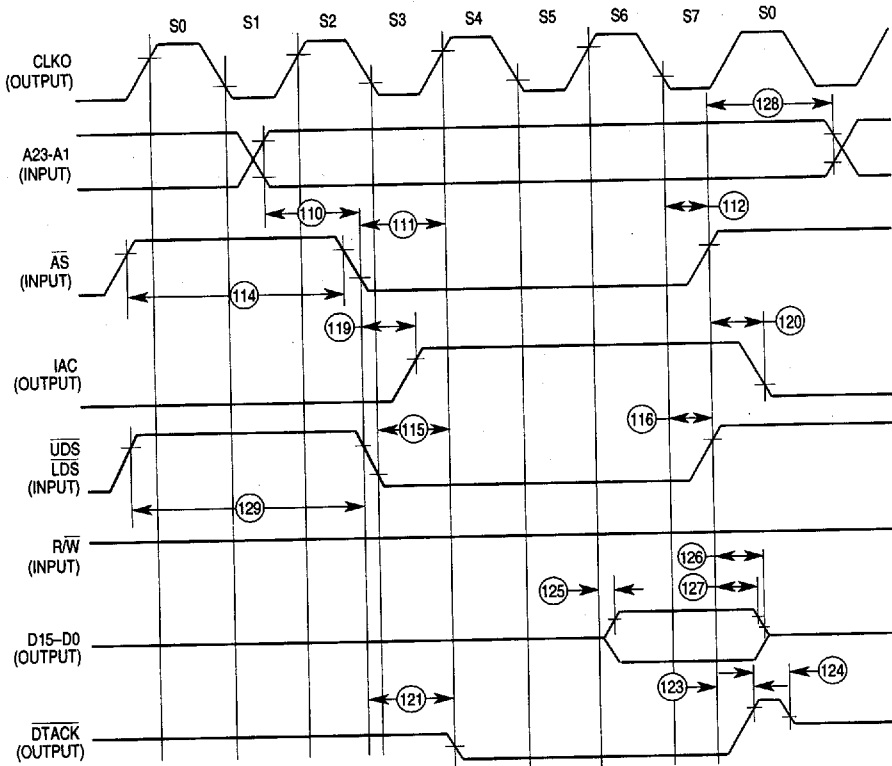 S0 S1 S2 S3 S4 S5 S6 S7 S0
CLKO
(OUTPUT)
128
A23-A1
(INPUT)
110 111 112
AS
(INPUT)
114
119 120
IAC
(OUTPUT)
115 116
UDS
LDS
(INPUT)
129
R/W
(INPUT)
126
125 127
D15–D0
(OUTPUT)
124
123
121
DTACK
(OUTPUT)